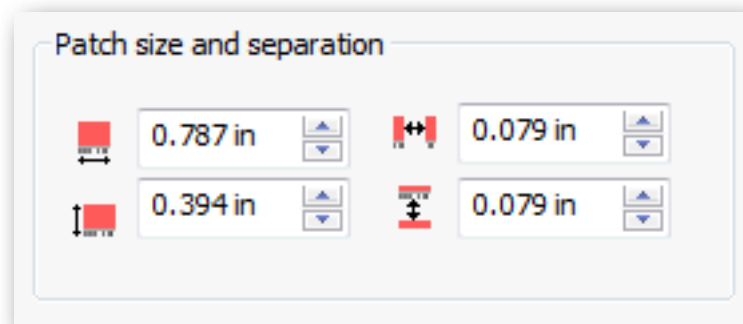 Patch size and separation
0.787 in 0.079 in
0.394 in 0.079 in